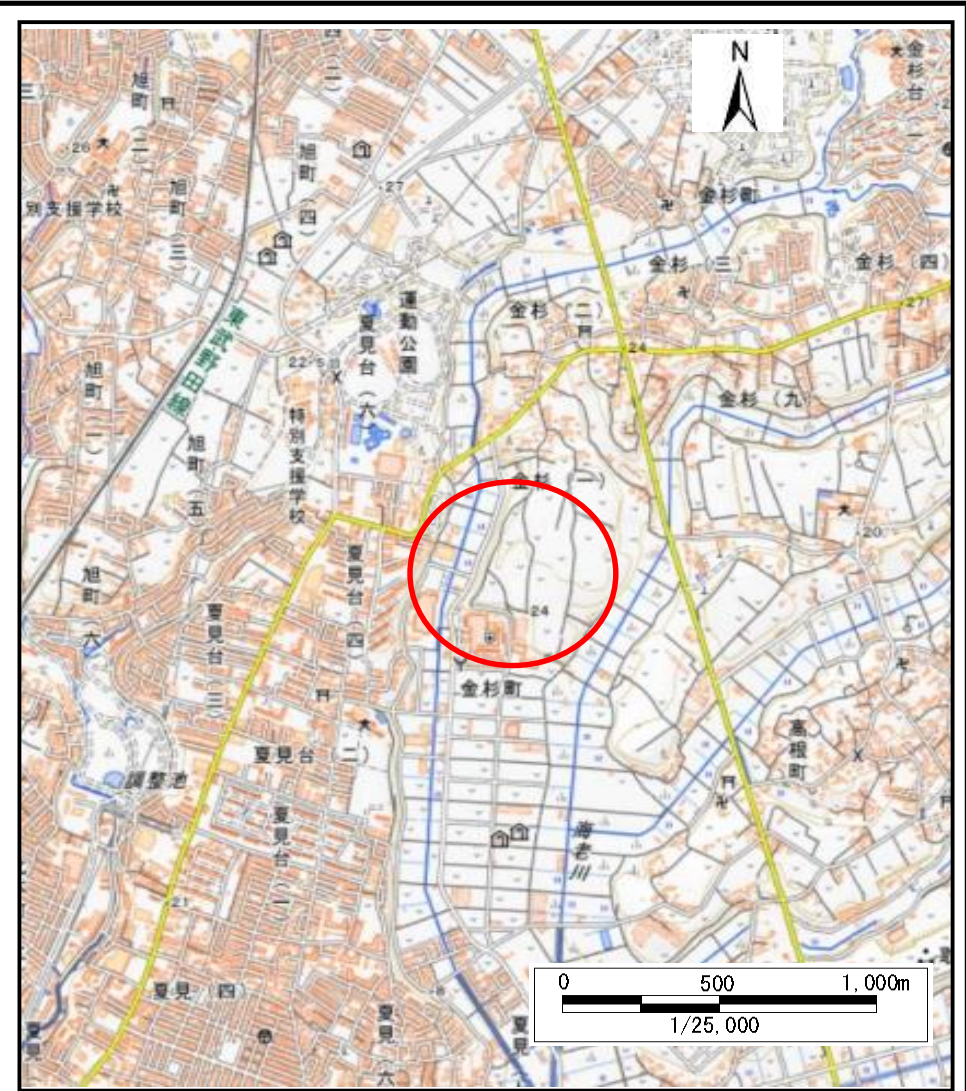 N
金杉台(一)
旭町(二)
旭町(四)
26
27
別支援学校
旭町(三)
金杉町
金杉(三)
金杉(四)
27
運動公園
金杉(二)
東武野田線
夏見台(六)
24
22.5
旭町(一)
金杉(九)
特別支援学校
旭町(五)
金杉(一)
20
夏見台(四)
旭町(六)
24
夏見台(三)
金杉町
高根町
夏見台(二)
調整池
夏見台(一)
海老川
21
8
夏見(四)
夏見
夏見(六)
夏見
0 500 1,000m
1/25,000